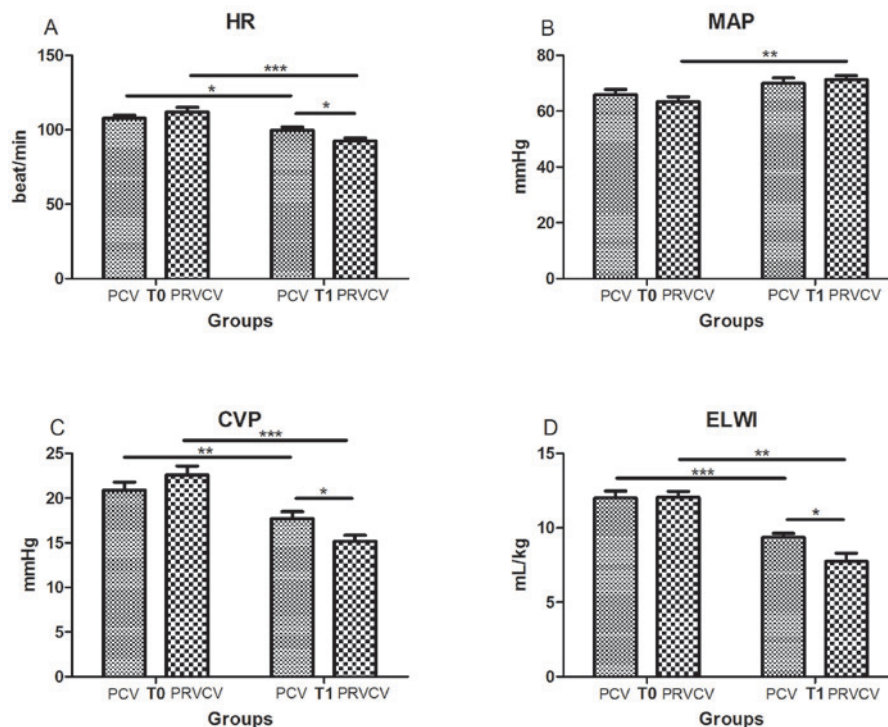 A
HR
150
100
50
0
beat/min
***
*
*
PCV T0 PRVCV PCV T1 PRVCV
Groups
B
MAP
80
60
40
20
0
mmHg
**
PCV T0 PRVCV PCV T1 PRVCV
Groups
C
CVP
25
20
15
10
5
0
mmHg
***
**
*
PCV T0 PRVCV PCV T1 PRVCV
Groups
D
ELWI
15
10
5
0
mL/kg
**
***
*
PCV T0 PRVCV PCV T1 PRVCV
Groups